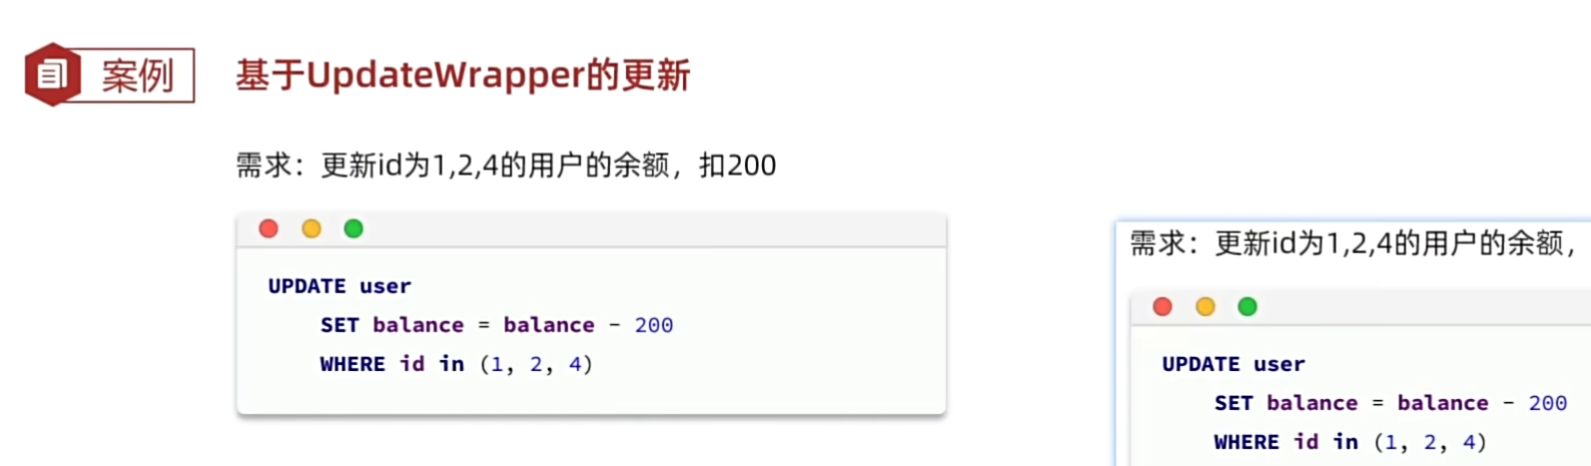 案例
基于UpdateWrapper的更新
需求：更新id为1,2,4的用户的余额，扣200
UPDATE user
SET balance = balance - 200
WHERE id in (1, 2, 4)
需求：更新id为1,2,4的用户的余额，
UPDATE user
SET balance = balance - 200
WHERE id in (1, 2, 4)